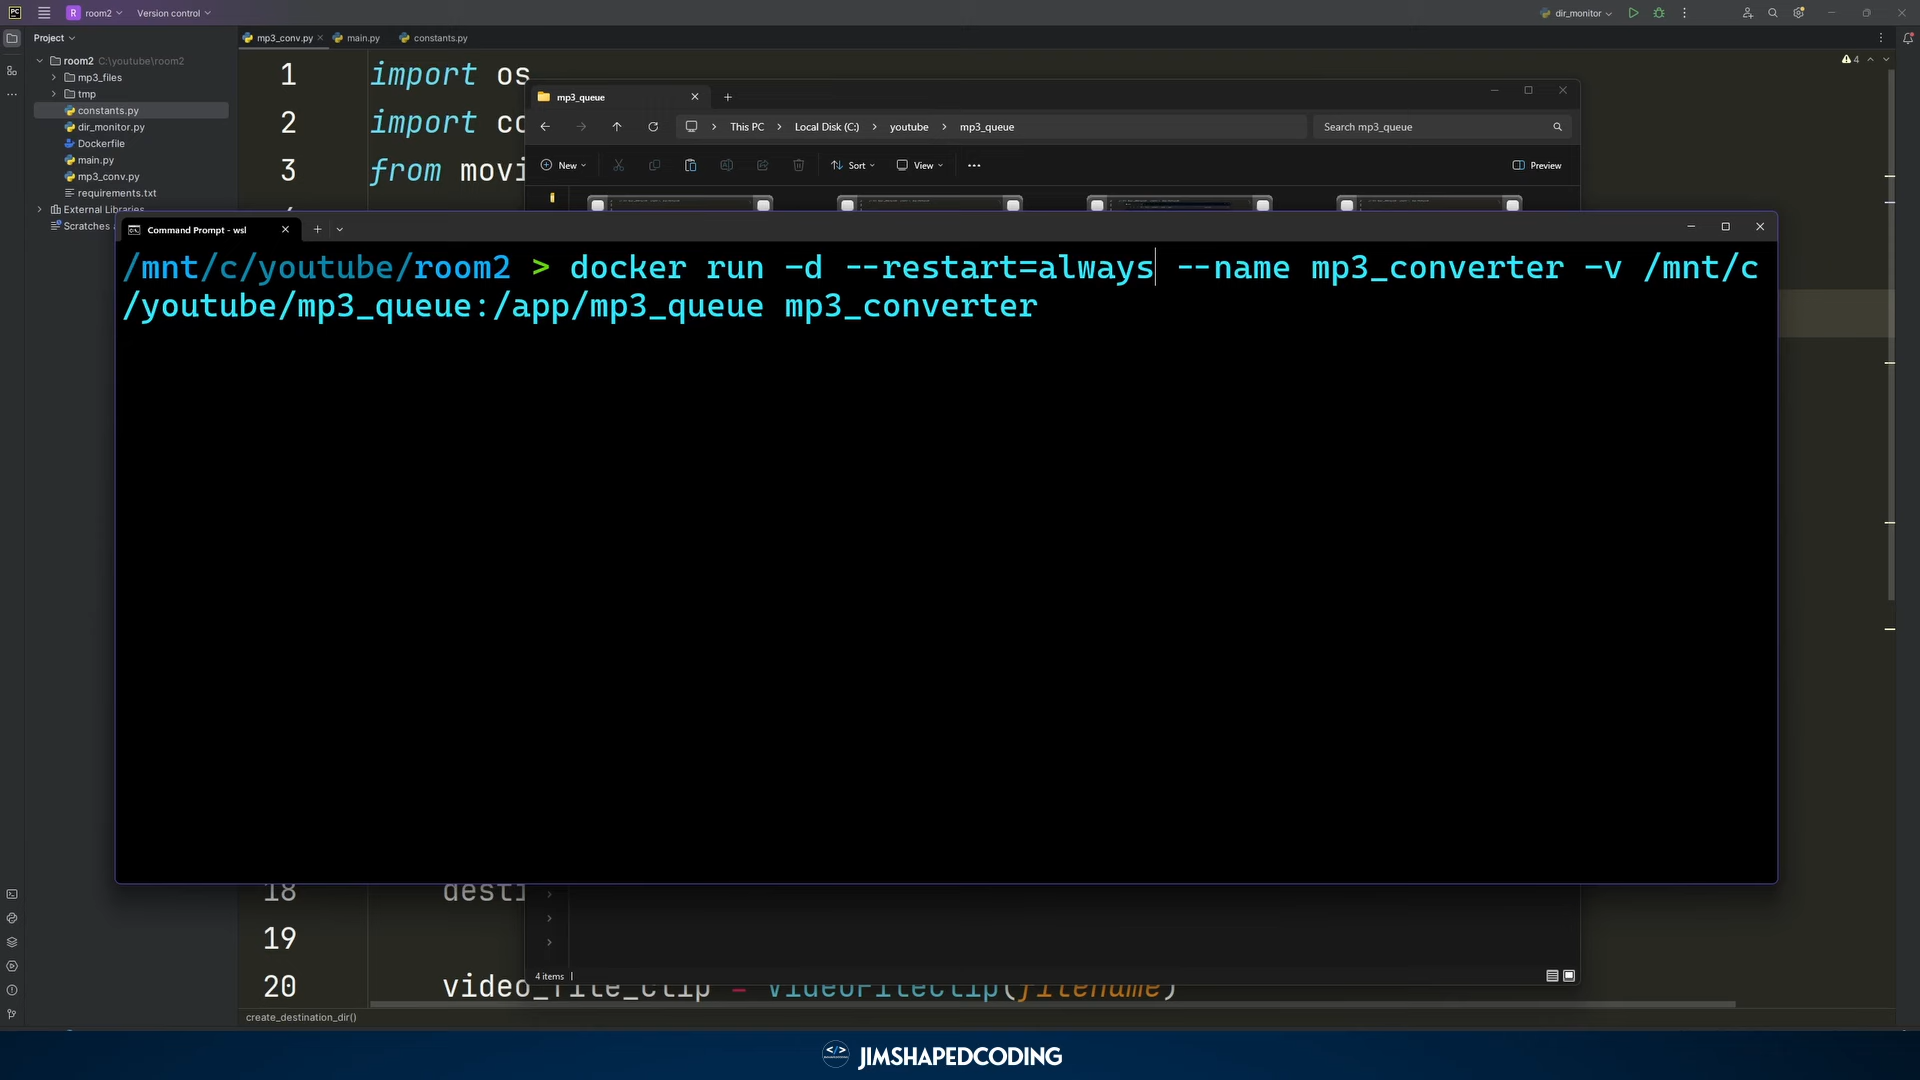 PC
R room2
Version control
dir_monitor
Project
mp3_conv.py
main.py
constants.py
room2 C:\youtube\room2
mp3_files
tmp
constants.py
dir_monitor.py
Dockerfile
main.py
mp3_conv.py
requirements.txt
External Libraries
Scratches
4
1 import os
2 import co
3 from movi
mp3_queue
This PC > Local Disk (C:) > youtube > mp3_queue
Search mp3_queue
New
Sort
View
Preview
Command Prompt - wsl
/mnt/c/youtube/room2 > docker run -d --restart=always --name mp3_converter -v /mnt/c
/youtube/mp3_queue:/app/mp3_queue mp3_converter
18 desti
19
20 video_file_clip = VideoFileClip(filename)
4 items
create_destination_dir()
</> JIMSHAPEDCODING